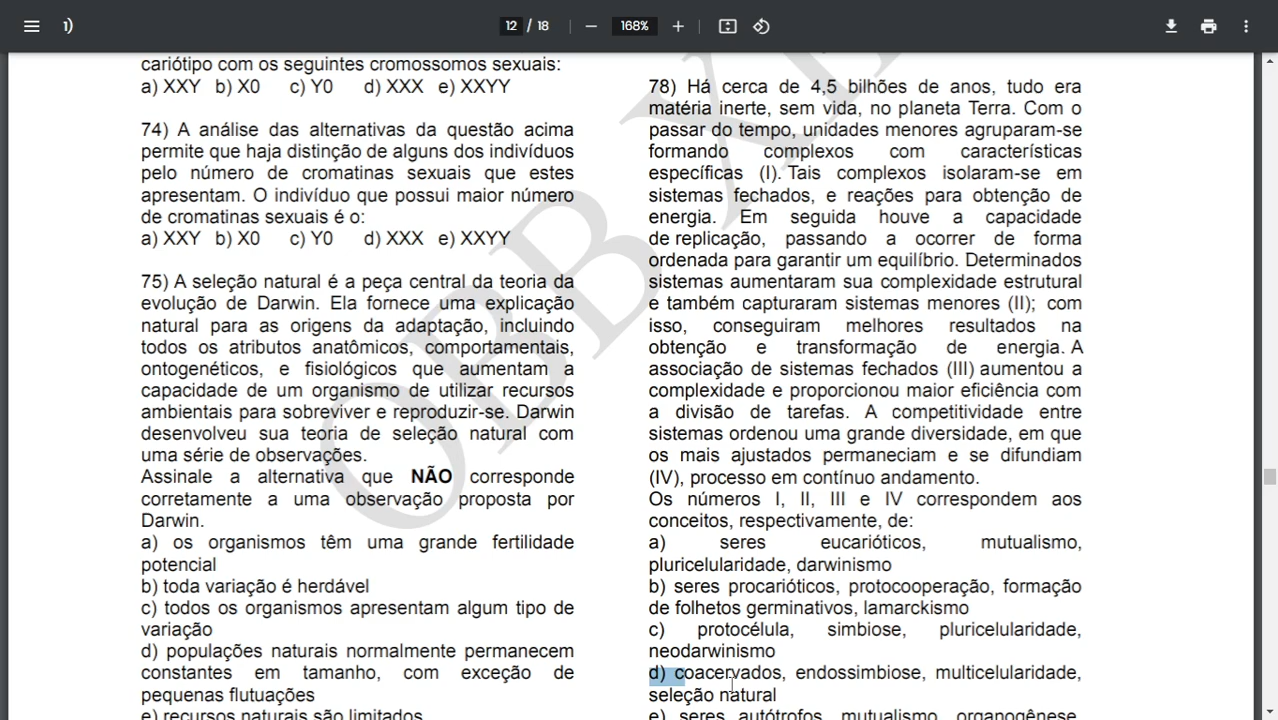 1)
12 / 18
168%
cariótipo com os seguintes cromossomos sexuais:
a) XXY b) X0 c) Y0 d) XXX e) XXYY
74) A análise das alternativas da questão acima
permite que haja distinção de alguns dos indivíduos
pelo número de cromatinas sexuais que estes
apresentam. O indivíduo que possui maior número
de cromatinas sexuais é o:
a) XXY b) X0 c) Y0 d) XXX e) XXYY
75) A seleção natural é a peça central da teoria da
evolução de Darwin. Ela fornece uma explicação
natural para as origens da adaptação, incluindo
todos os atributos anatômicos, comportamentais,
ontogenéticos, e fisiológicos que aumentam a
capacidade de um organismo de utilizar recursos
ambientais para sobreviver e reproduzir-se. Darwin
desenvolveu sua teoria de seleção natural com
uma série de observações.
Assinale a alternativa que NÃO corresponde
corretamente a uma observação proposta por
Darwin.
a) os organismos têm uma grande fertilidade
potencial
b) toda variação é herdável
c) todos os organismos apresentam algum tipo de
variação
d) populações naturais normalmente permanecem
constantes em tamanho, com exceção de
pequenas flutuações
e) recursos naturais são limitados
78) Há cerca de 4,5 bilhões de anos, tudo era
matéria inerte, sem vida, no planeta Terra. Com o
passar do tempo, unidades menores agruparam-se
formando complexos com características
específicas (I). Tais complexos isolaram-se em
sistemas fechados, e reações para obtenção de
energia. Em seguida houve a capacidade
de replicação, passando a ocorrer de forma
ordenada para garantir um equilíbrio. Determinados
sistemas aumentaram sua complexidade estrutural
e também capturaram sistemas menores (II); com
isso, conseguiram melhores resultados na
obtenção e transformação de energia. A
associação de sistemas fechados (III) aumentou a
complexidade e proporcionou maior eficiência com
a divisão de tarefas. A competitividade entre
sistemas ordenou uma grande diversidade, em que
os mais ajustados permaneciam e se difundiam
(IV), processo em contínuo andamento.
Os números I, II, III e IV correspondem aos
conceitos, respectivamente, de:
a) seres eucarióticos, mutualismo,
pluricelularidade, darwinismo
b) seres procarióticos, protocooperação, formação
de folhetos germinativos, lamarckismo
c) protocélula, simbiose, pluricelularidade,
neodarwinismo
d) coacervados, endossimbiose, multicelularidade,
seleção natural
e) seres autótrofos, mutualismo, organogênese,
OBB XI